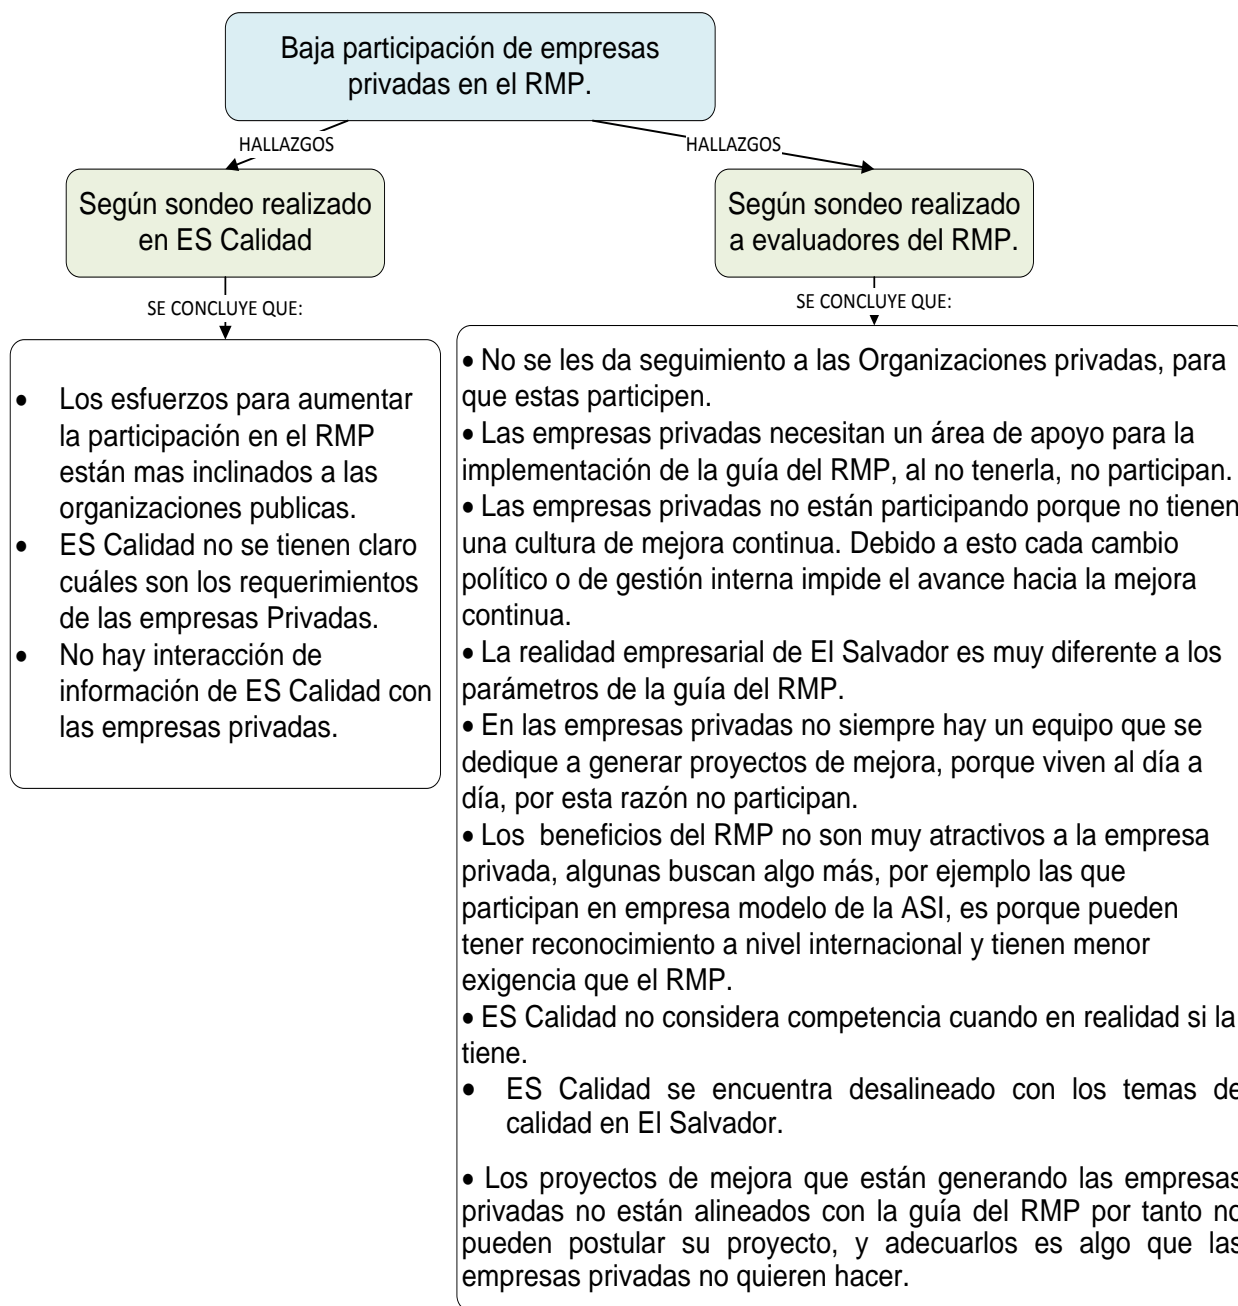 Baja participación de empresas
privadas en el RMP.
HALLAZGOS
HALLAZGOS
Según sondeo realizado
en ES Calidad
Según sondeo realizado
a evaluadores del RMP.
SE CONCLUYE QUE:
SE CONCLUYE QUE:
• Los esfuerzos para aumentar
la participación en el RMP
están mas inclinados a las
organizaciones publicas.
• ES Calidad no se tienen claro
cuáles son los requerimientos
de las empresas Privadas.
• No hay interacción de
información de ES Calidad con
las empresas privadas.
• No se les da seguimiento a las Organizaciones privadas, para
que estas participen.
• Las empresas privadas necesitan un área de apoyo para la
implementación de la guía del RMP, al no tenerla, no participan.
• Las empresas privadas no están participando porque no tienen
una cultura de mejora continua. Debido a esto cada cambio
político o de gestión interna impide el avance hacia la mejora
continua.
• La realidad empresarial de El Salvador es muy diferente a los
parámetros de la guía del RMP.
• En las empresas privadas no siempre hay un equipo que se
dedique a generar proyectos de mejora, porque viven al día a
día, por esta razón no participan.
• Los beneficios del RMP no son muy atractivos a la empresa
privada, algunas buscan algo más, por ejemplo las que
participan en empresa modelo de la ASI, es porque pueden
tener reconocimiento a nivel internacional y tienen menor
exigencia que el RMP.
• ES Calidad no considera competencia cuando en realidad si la
tiene.
• ES Calidad se encuentra desalineado con los temas de
calidad en El Salvador.
• Los proyectos de mejora que están generando las empresas
privadas no están alineados con la guía del RMP por tanto no
pueden postular su proyecto, y adecuarlos es algo que las
empresas privadas no quieren hacer.